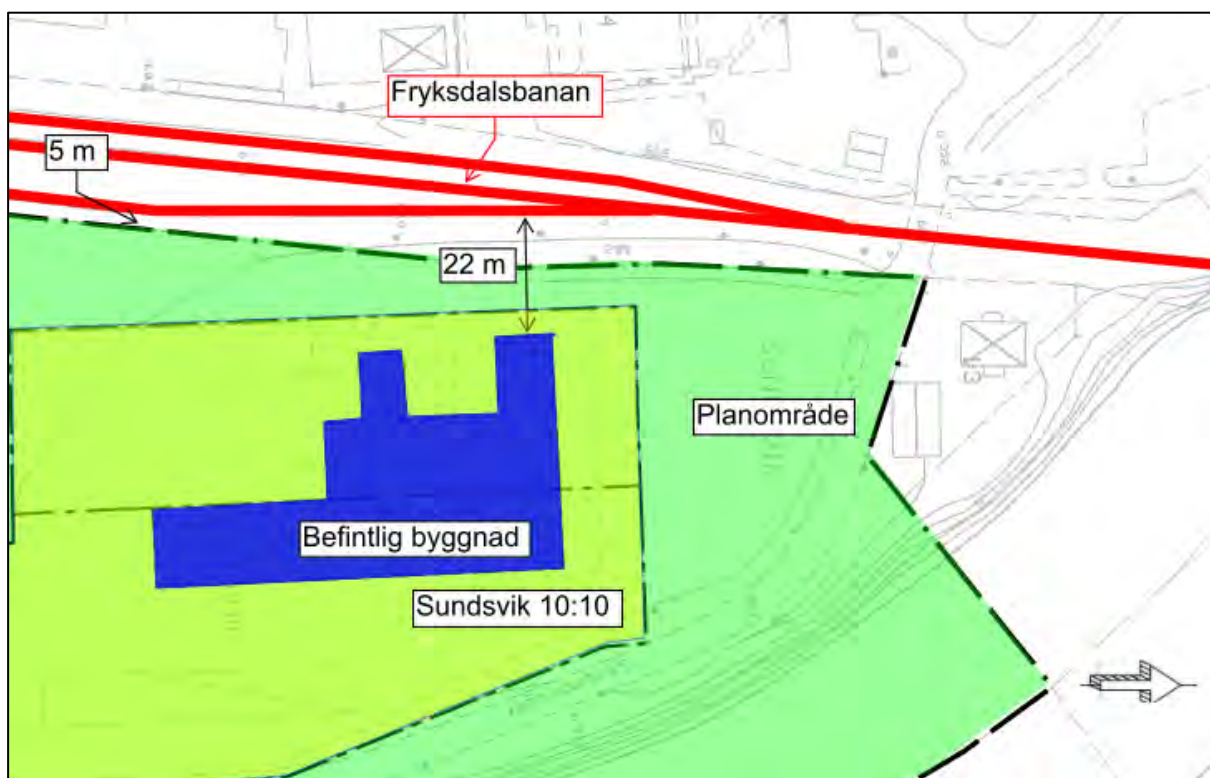 Fryksdalsbanan
5 m
22 m
Planområde
Befintlig byggnad
Sundsvik 10:10